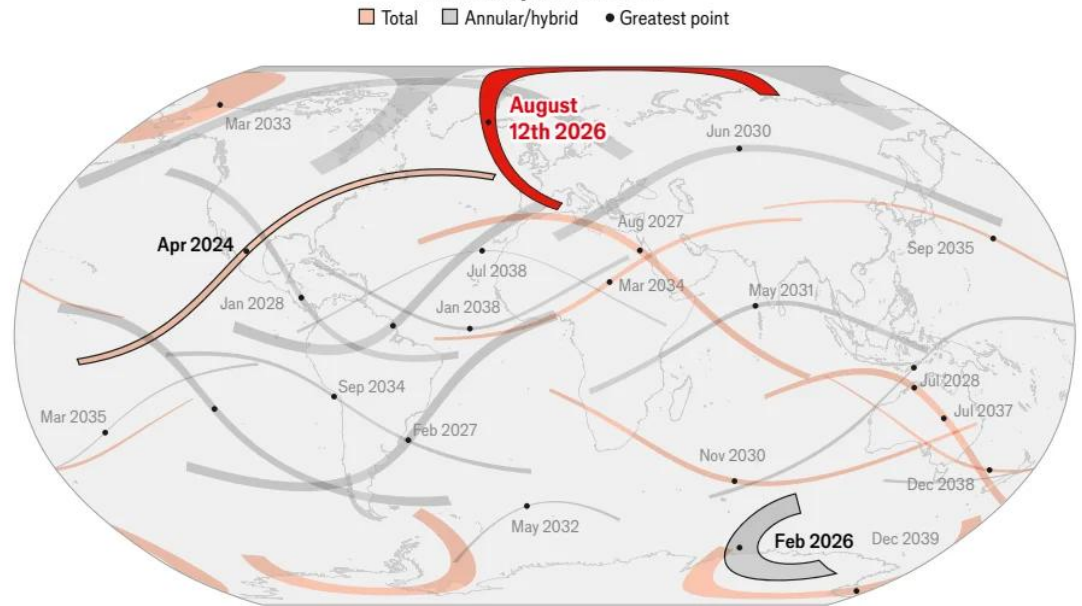 Total
Annular/hybrid
Greatest point
August
12th 2026
Mar 2033
Jun 2030
Apr 2024
Aug 2027
Sep 2035
Jul 2038
Mar 2034
Jan 2028
Jan 2038
May 2031
Sep 2034
Jul 2028
Mar 2035
Feb 2027
Jul 2037
Nov 2030
Dec 2038
May 2032
Feb 2026
Dec 2039